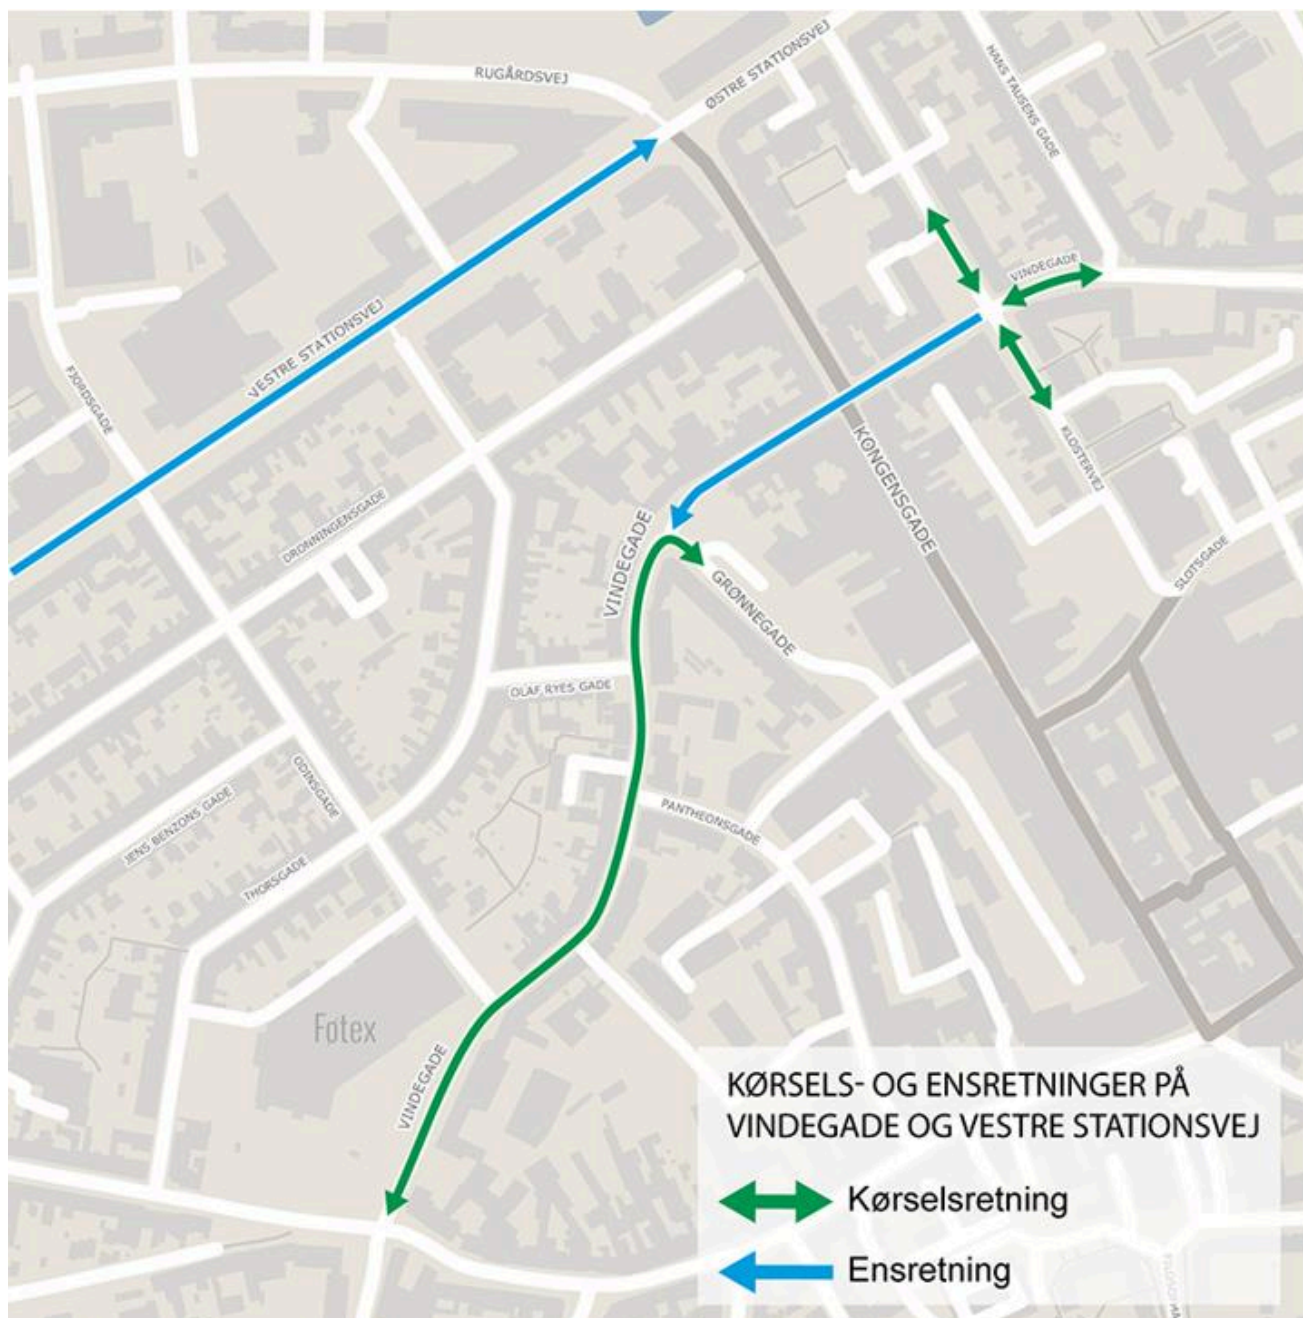 RUGÅRDSVEJ
ØSTRE STATIONSVEJ
HANS TAUSENS GADE
VINDEGADE
VESTRE STATIONSVEJ
FJORDSGADE
KONGENSGADE
KLOSTERVEJ
DRONNINGENSGADE
VINDEGADE
GRØNNEGADE
SLOTSGADE
OLAF RYES GADE
ODINSGADE
JENS BENZONS GADE
PANTHEONSGADE
THORSGADE
Føtex
VINDEGADE
KØRSELS- OG ENSRETNINGER PÅ
VINDEGADE OG VESTRE STATIONSVEJ
Kørselsretning
Ensretning